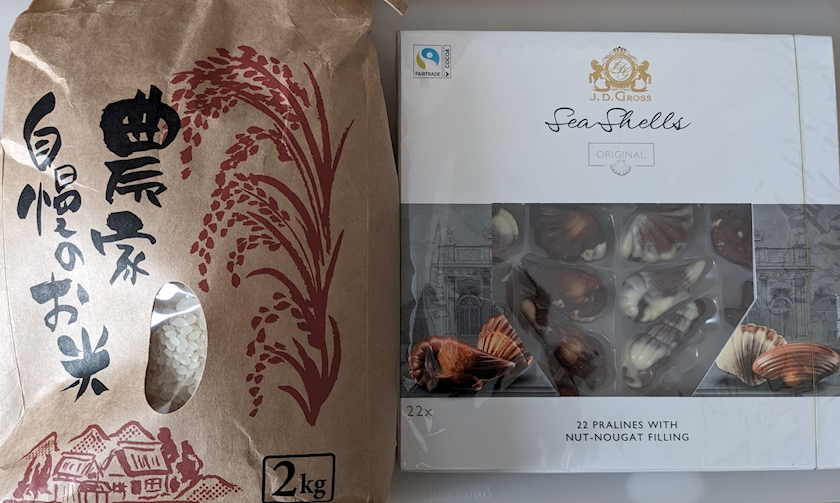 農家
自慢のお米
2kg
FAIRTRADE
COCOA
J. D. GROSS
Sea Shells
ORIGINAL
22x
22 PRALINES WITH
NUT-NOUGAT FILLING